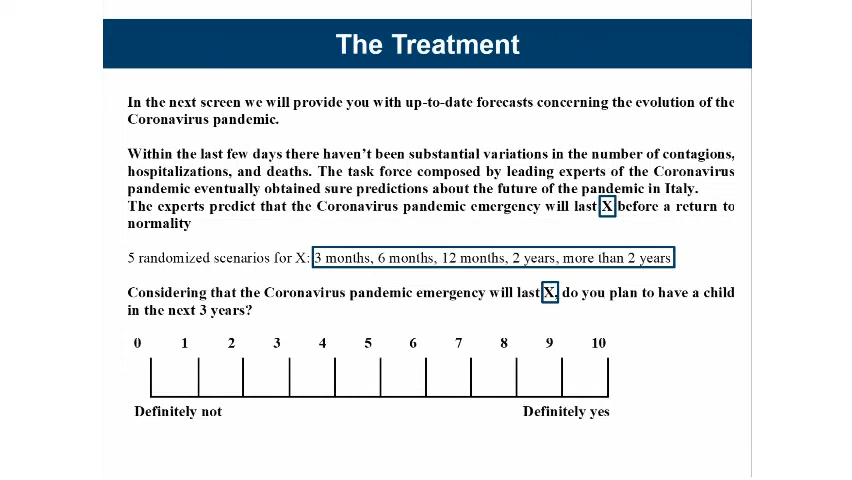 The Treatment
In the next screen we will provide you with up-to-date forecasts concerning the evolution of the
Coronavirus pandemic.
Within the last few days there haven't been substantial variations in the number of contagions,
hospitalizations, and deaths. The task force composed by leading experts of the Coronavirus
pandemic eventually obtained sure predictions about the future of the pandemic in Italy.
The experts predict that the Coronavirus pandemic emergency will last X before a return to
normality
5 randomized scenarios for X: 3 months, 6 months, 12 months, 2 years, more than 2 years
Considering that the Coronavirus pandemic emergency will last X, do you plan to have a child
in the next 3 years?
0 1 2 3 4 5 6 7 8 9 10
Definitely not Definitely yes